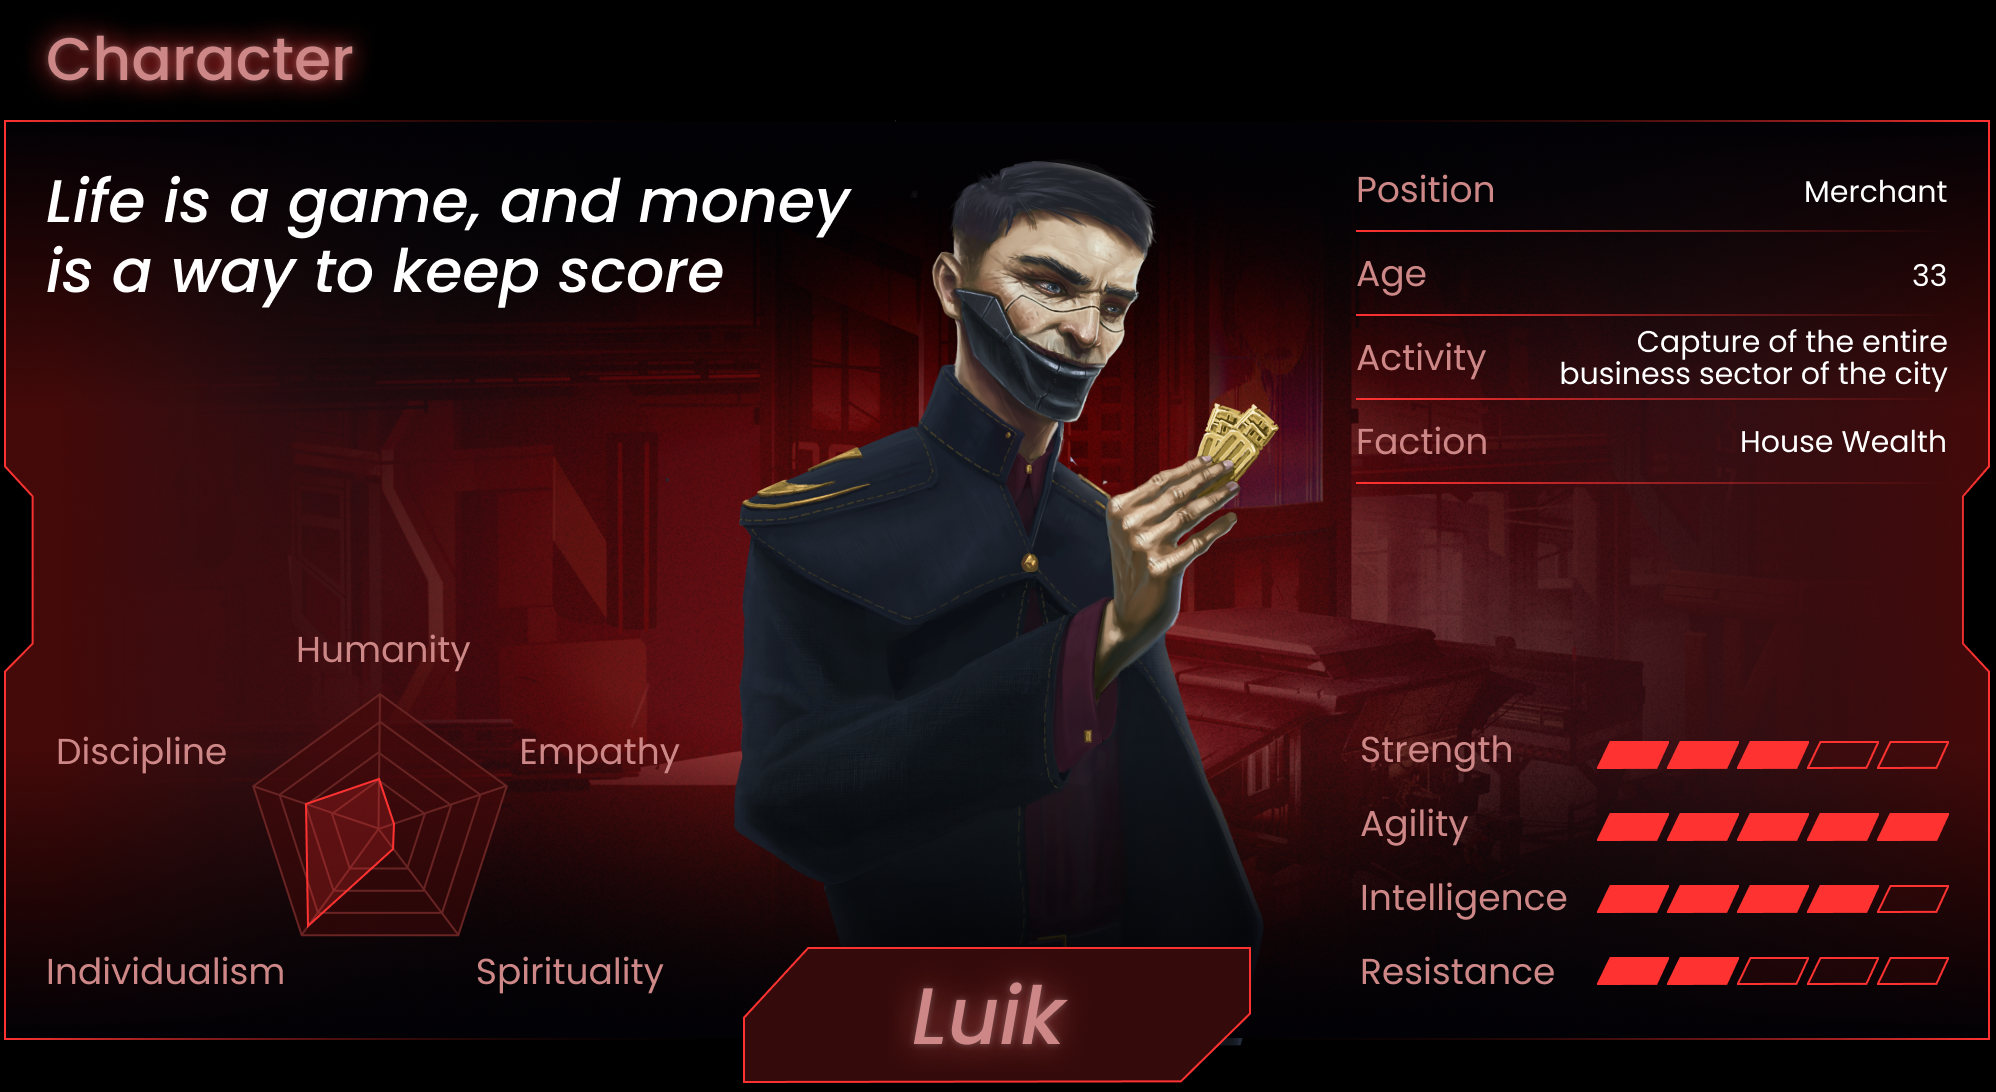 Character
Life is a game, and money
is a way to keep score
Position Merchant
Age 33
Activity Capture of the entire
business sector of the city
Faction House Wealth
Humanity
Discipline
Empathy
Individualism
Spirituality
Strength
Agility
Intelligence
Resistance
Luik